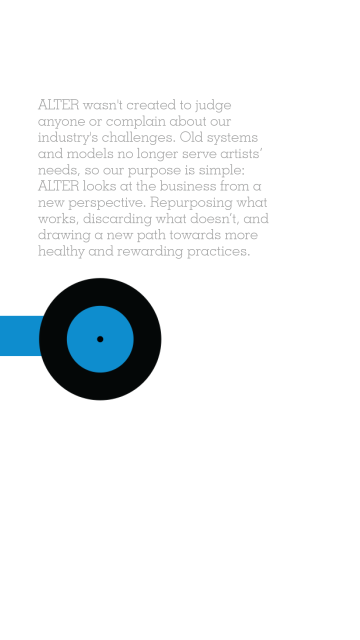 ALTER wasn't created to judge
anyone or complain about our
industry's challenges. Old systems
and models no longer serve artists'
needs, so our purpose is simple:
ALTER looks at the business from a
new perspective. Repurposing what
works, discarding what doesn't, and
drawing a new path towards more
healthy and rewarding practices.